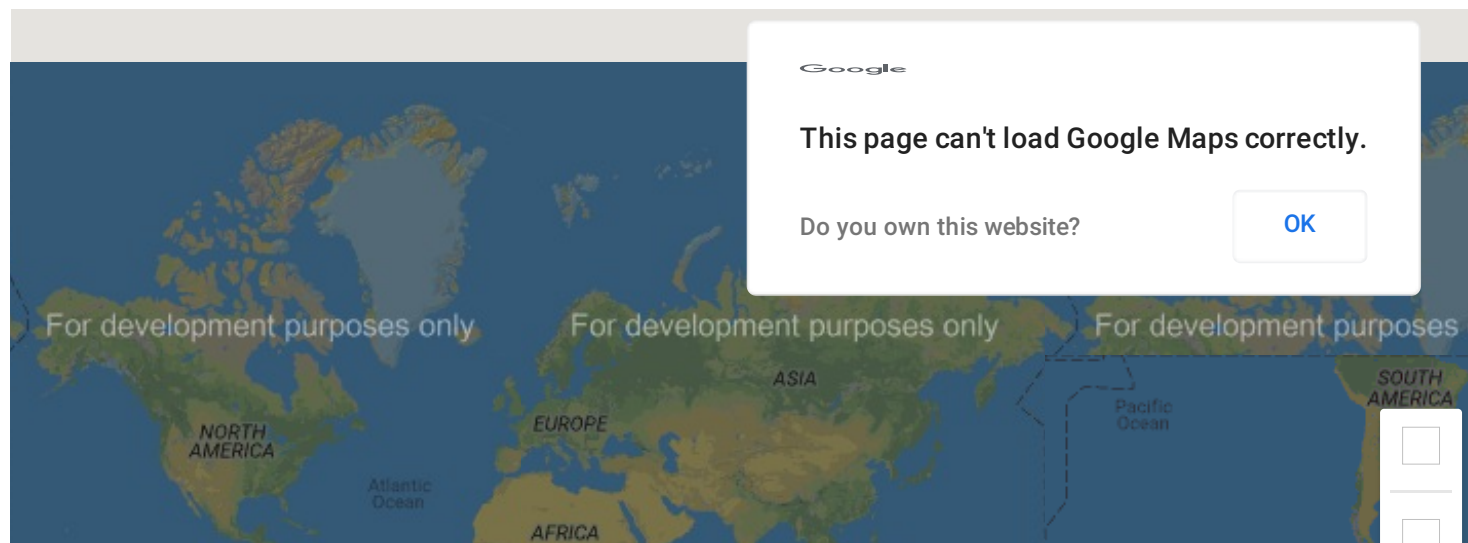 Google
This page can't load Google Maps correctly.
Do you own this website?
OK
For development purposes only
For development purposes only
For development purposes
ASIA
SOUTH
AMERICA
Pacific
Ocean
EUROPE
NORTH
AMERICA
Atlantic
Ocean
AFRICA